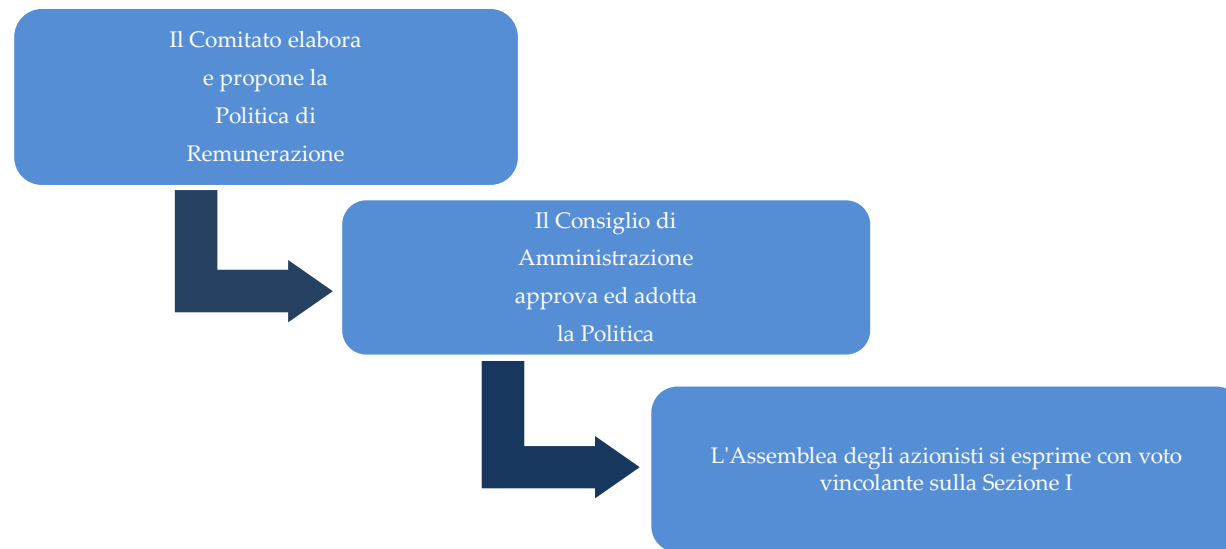 Il Comitato elabora
e propone la
Politica di
Remunerazione
Il Consiglio di
Amministrazione
approva ed adotta
la Politica
L'Assemblea degli azionisti si esprime con voto
vincolante sulla Sezione I